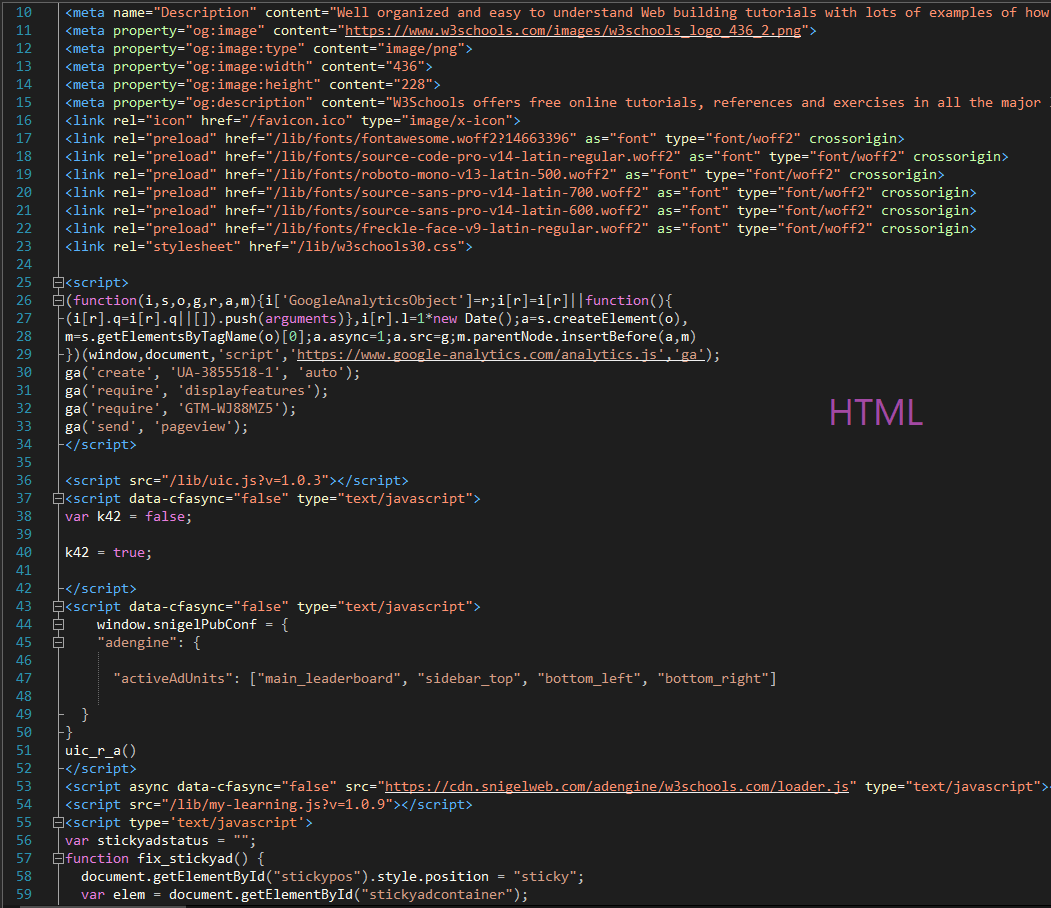 10 <meta name="Description" content="Well organized and easy to understand Web building tutorials with lots of examples of how
11 <meta property="og:image" content="https://www.w3schools.com/images/w3schools_logo_436_2.png">
12 <meta property="og:image:type" content="image/png">
13 <meta property="og:image:width" content="436">
14 <meta property="og:image:height" content="228">
15 <meta property="og:description" content="W3Schools offers free online tutorials, references and exercises in all the major
16 <link rel="icon" href="/favicon.ico" type="image/x-icon">
17 <link rel="preload" href="/lib/fonts/fontawesome.woff2?14663396" as="font" type="font/woff2" crossorigin>
18 <link rel="preload" href="/lib/fonts/source-code-pro-v14-latin-regular.woff2" as="font" type="font/woff2" crossorigin>
19 <link rel="preload" href="/lib/fonts/roboto-mono-v13-latin-500.woff2" as="font" type="font/woff2" crossorigin>
20 <link rel="preload" href="/lib/fonts/source-sans-pro-v14-latin-700.woff2" as="font" type="font/woff2" crossorigin>
21 <link rel="preload" href="/lib/fonts/source-sans-pro-v14-latin-600.woff2" as="font" type="font/woff2" crossorigin>
22 <link rel="preload" href="/lib/fonts/freckle-face-v9-latin-regular.woff2" as="font" type="font/woff2" crossorigin>
23 <link rel="stylesheet" href="/lib/w3schools30.css">
24
25 <script>
26 (function(i,s,o,g,r,a,m){i['GoogleAnalyticsObject']=r;i[r]=i[r]||function(){
27 (i[r].q=i[r].q||[]).push(arguments)},i[r].l=1*new Date();a=s.createElement(o),
28 m=s.getElementsByTagName(o)[0];a.async=1;a.src=g;m.parentNode.insertBefore(a,m)
29 })(window,document,'script','https://www.google-analytics.com/analytics.js','ga');
30 ga('create', 'UA-3855518-1', 'auto');
31 ga('require', 'displayfeatures');
32 ga('require', 'GTM-WJ88MZ5');
33 ga('send', 'pageview');
34 </script>
HTML
35
36 <script src="/lib/uic.js?v=1.0.3"></script>
37 <script data-cfasync="false" type="text/javascript">
38 var k42 = false;
39
40 k42 = true;
41
42 </script>
43 <script data-cfasync="false" type="text/javascript">
44     window.snigelPubConf = {
45     "adengine": {
46
47       "activeAdUnits": ["main_leaderboard", "sidebar_top", "bottom_left", "bottom_right"]
48
49   }
50 }
51 uic_r_a()
52 </script>
53 <script async data-cfasync="false" src="https://cdn.snigelweb.com/adengine/w3schools.com/loader.js" type="text/javascript">
54 <script src="/lib/my-learning.js?v=1.0.9"></script>
55 <script type='text/javascript'>
56 var stickyadstatus = "";
57 function fix_stickyad() {
58   document.getElementById("stickypos").style.position = "sticky";
59   var elem = document.getElementById("stickyadcontainer");